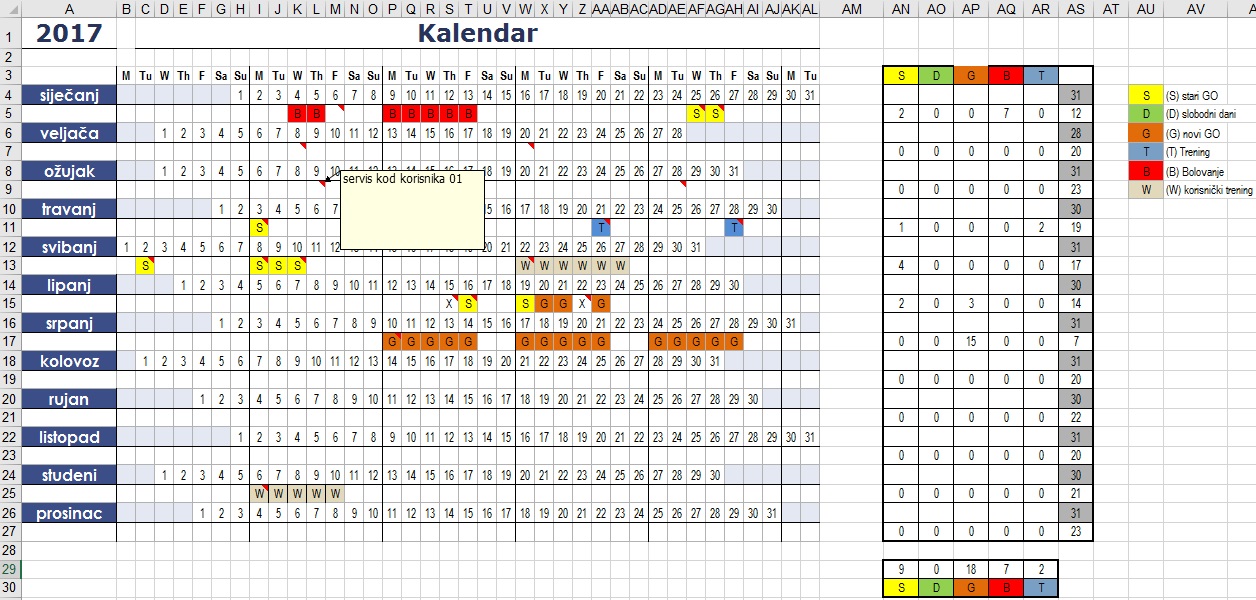 A B C D E F G H I J K L M N O P Q R S T U V W X Y Z AA AB AC AD AE AF AG AH AI AJ AK AL AM AN AO AP AQ AR AS AT AU AV
1 2017 Kalendar
2
3 M Tu W Th F Sa Su M Tu W Th F Sa Su M Tu W Th F Sa Su M Tu W Th F Sa Su M Tu W Th F Sa Su M Tu S D G B T
4 siječanj 1 2 3 4 5 6 7 8 9 10 11 12 13 14 15 16 17 18 19 20 21 22 23 24 25 26 27 28 29 30 31 31 S (S) stari GO
5 B B B B B B B S S 2 0 0 7 0 12 D (D) slobodni dani
6 veljača 1 2 3 4 5 6 7 8 9 10 11 12 13 14 15 16 17 18 19 20 21 22 23 24 25 26 27 28 28 G (G) novi GO
7 0 0 0 0 0 20 T (T) Trening
8 ožujak 1 2 3 4 5 6 7 8 9 10 11 12 13 14 15 16 17 18 19 20 21 22 23 24 25 26 27 28 29 30 31 31 B (B) Bolovanje
servis kod korisnika 01
9 0 0 0 0 0 23 W (W) korisnički trening
10 travanj 1 2 3 4 5 6 7 15 16 17 18 19 20 21 22 23 24 25 26 27 28 29 30 30
11 S T T 1 0 0 0 2 19
12 svibanj 1 2 3 4 5 6 7 8 9 10 11 12 13 14 15 16 17 18 19 20 21 22 23 24 25 26 27 28 29 30 31 31
13 S S S S W W W W W W 4 0 0 0 0 17
14 lipanj 1 2 3 4 5 6 7 8 9 10 11 12 13 14 15 16 17 18 19 20 21 22 23 24 25 26 27 28 29 30 30
15 X S S G G X G 2 0 3 0 0 14
16 srpanj 1 2 3 4 5 6 7 8 9 10 11 12 13 14 15 16 17 18 19 20 21 22 23 24 25 26 27 28 29 30 31 31
17 G G G G G G G G G G G G G G G 0 0 15 0 0 7
18 kolovoz 1 2 3 4 5 6 7 8 9 10 11 12 13 14 15 16 17 18 19 20 21 22 23 24 25 26 27 28 29 30 31 31
19 0 0 0 0 0 20
20 rujan 1 2 3 4 5 6 7 8 9 10 11 12 13 14 15 16 17 18 19 20 21 22 23 24 25 26 27 28 29 30 30
21 0 0 0 0 0 22
22 listopad 1 2 3 4 5 6 7 8 9 10 11 12 13 14 15 16 17 18 19 20 21 22 23 24 25 26 27 28 29 30 31 31
23 0 0 0 0 0 20
24 studeni 1 2 3 4 5 6 7 8 9 10 11 12 13 14 15 16 17 18 19 20 21 22 23 24 25 26 27 28 29 30 30
25 W W W W W 0 0 0 0 0 21
26 prosinac 1 2 3 4 5 6 7 8 9 10 11 12 13 14 15 16 17 18 19 20 21 22 23 24 25 26 27 28 29 30 31 31
27 0 0 0 0 0 23
28
29 9 0 18 7 2
30 S D G B T